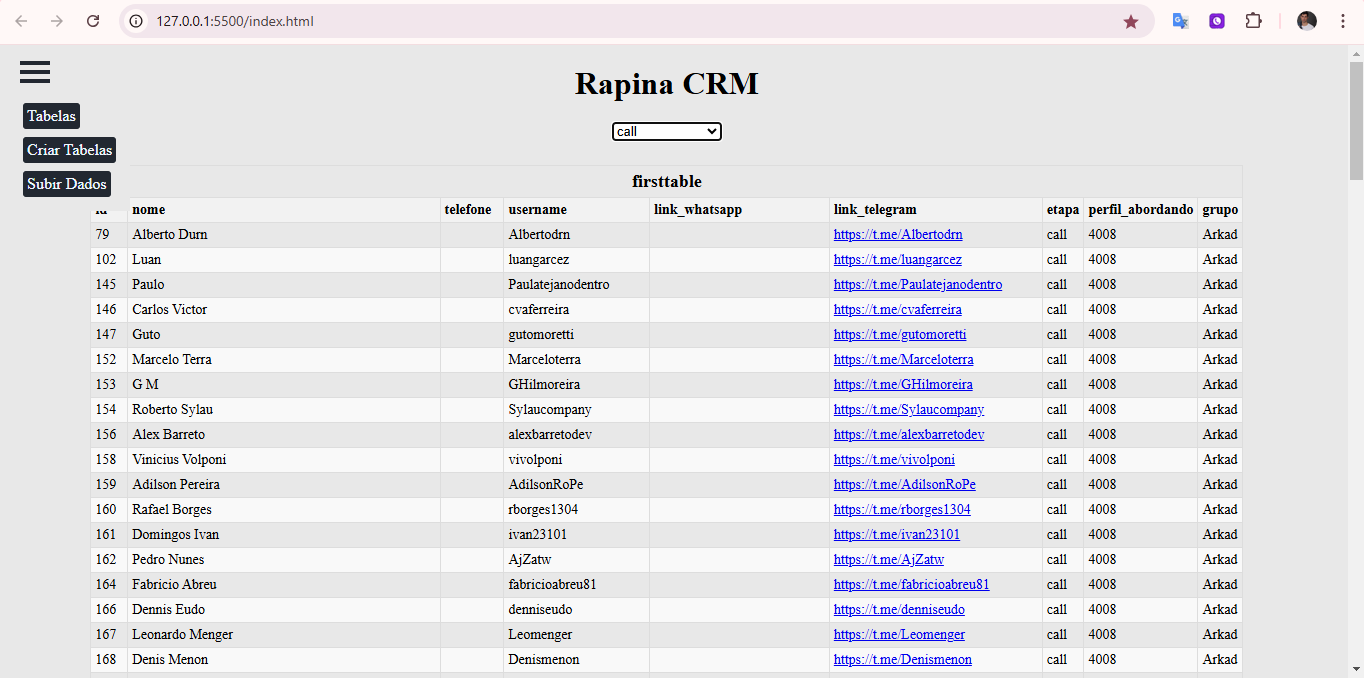 127.0.0.1:5500/index.html
Rapina CRM
Tabelas
call
Criar Tabelas
Subir Dados
firsttable
id nome telefone username link_whatsapp link_telegram etapa perfil_abordando grupo
79 Alberto Durn Albertodrn https://t.me/Albertodrn call 4008 Arkad
102 Luan luangarcez https://t.me/luangarcez call 4008 Arkad
145 Paulo Paulatejanodentro https://t.me/Paulatejanodentro call 4008 Arkad
146 Carlos Victor cvaferreira https://t.me/cvaferreira call 4008 Arkad
147 Guto gutomoretti https://t.me/gutomoretti call 4008 Arkad
152 Marcelo Terra Marceloterra https://t.me/Marceloterra call 4008 Arkad
153 G M GHilmoreira https://t.me/GHilmoreira call 4008 Arkad
154 Roberto Sylau Sylaucompany https://t.me/Sylaucompany call 4008 Arkad
156 Alex Barreto alexbarretodev https://t.me/alexbarretodev call 4008 Arkad
158 Vinicius Volponi vivolponi https://t.me/vivolponi call 4008 Arkad
159 Adilson Pereira AdilsonRoPe https://t.me/AdilsonRoPe call 4008 Arkad
160 Rafael Borges rborges1304 https://t.me/rborges1304 call 4008 Arkad
161 Domingos Ivan ivan23101 https://t.me/ivan23101 call 4008 Arkad
162 Pedro Nunes AjZatw https://t.me/AjZatw call 4008 Arkad
164 Fabricio Abreu fabricioabreu81 https://t.me/fabricioabreu81 call 4008 Arkad
166 Dennis Eudo denniseudo https://t.me/denniseudo call 4008 Arkad
167 Leonardo Menger Leomenger https://t.me/Leomenger call 4008 Arkad
168 Denis Menon Denismenon https://t.me/Denismenon call 4008 Arkad